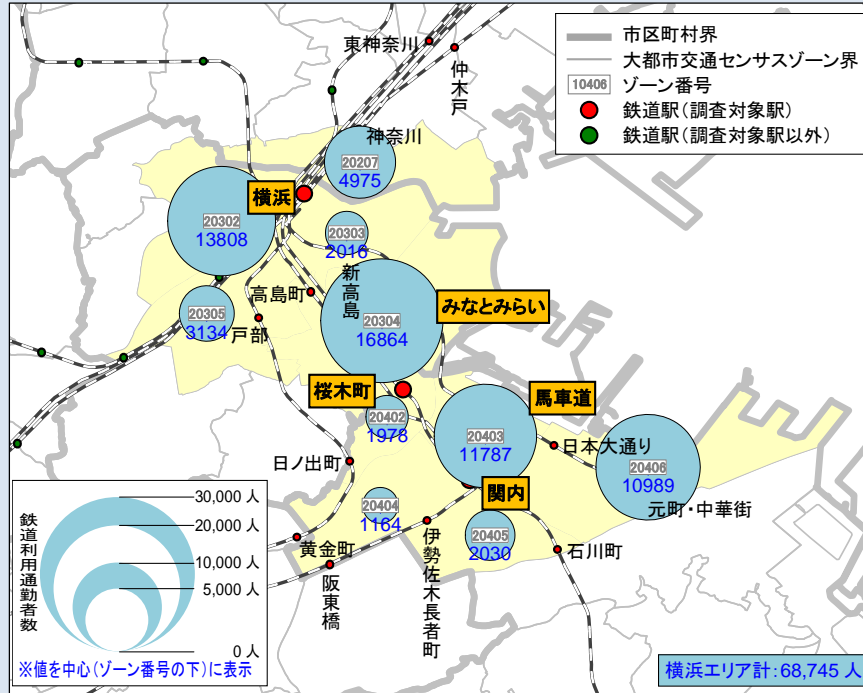 市区町村界
大都市交通センサスゾーン界
10406 ゾーン番号
鉄道駅(調査対象駅)
鉄道駅(調査対象駅以外)
東神奈川
仲木戸
神奈川
20207
4975
横浜
20302
13808
20303
2016
新高島
高島町
みなとみらい
20304
16864
20305
3134
戸部
桜木町
馬車道
20402
1978
20403
11787
日本大通り
日ノ出町
20406
10989
元町・中華街
関内
20404
1164
20405
2030
黄金町
阪東橋
伊勢佐木長者町
石川町
鉄道利用通勤者数
30,000 人
20,000 人
10,000 人
5,000 人
0 人
※値を中心(ゾーン番号の下)に表示
横浜エリア計:68,745 人